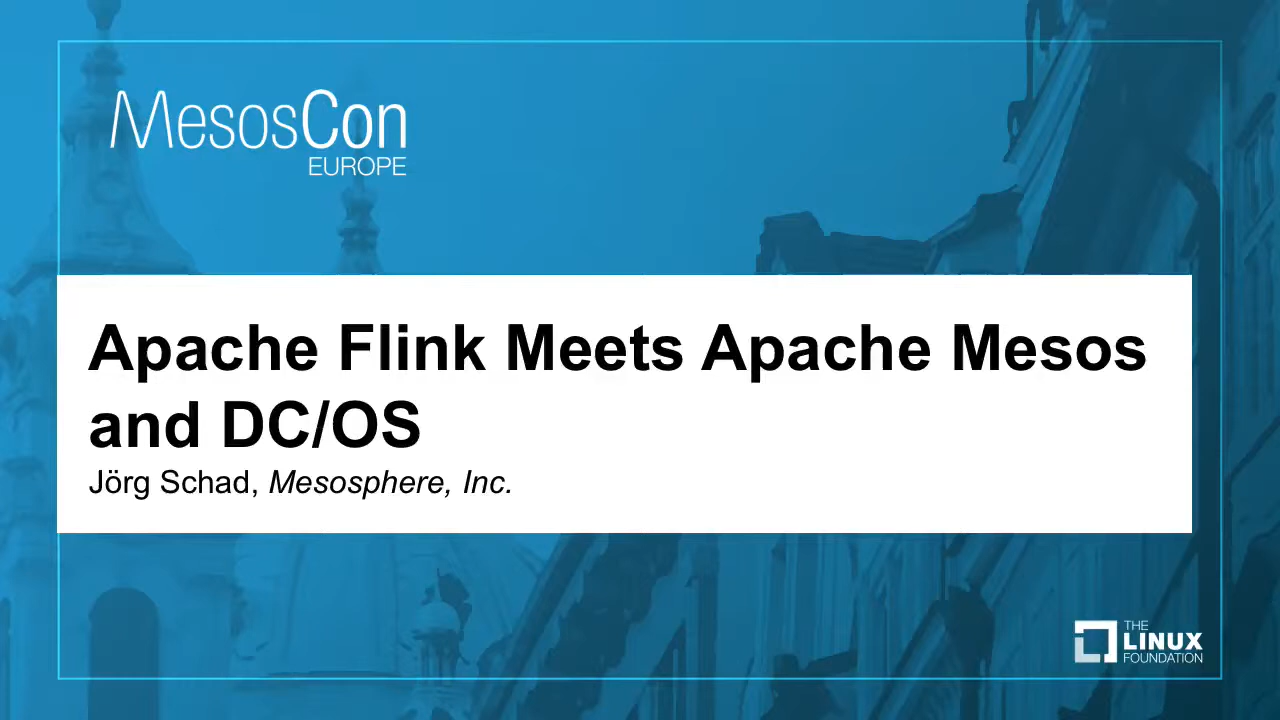 MesosCon
EUROPE
Apache Flink Meets Apache Mesos
and DC/OS
Jörg Schad, Mesosphere, Inc.
THE
LINUX
FOUNDATION